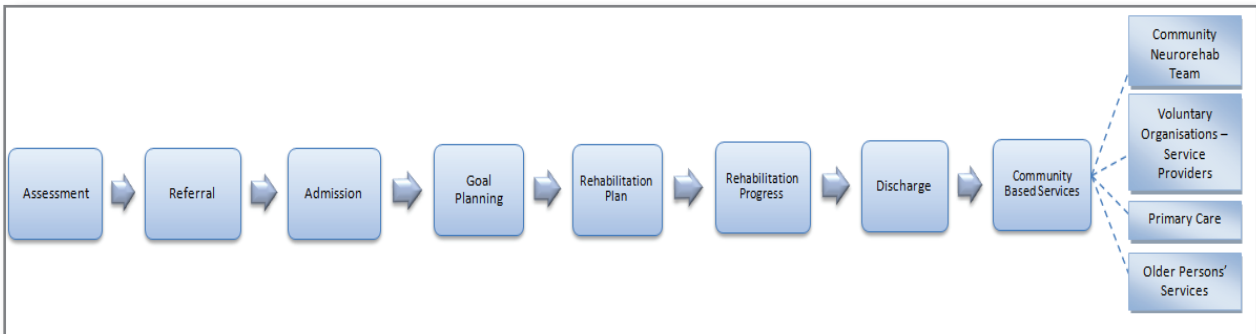 Assessment
Referral
Admission
Goal
Planning
Rehabilitation
Plan
Rehabilitation
Progress
Discharge
Community
Based Services
Community
Neurorehab
Team
Voluntary
Organisations –
Service
Providers
Primary Care
Older Persons'
Services